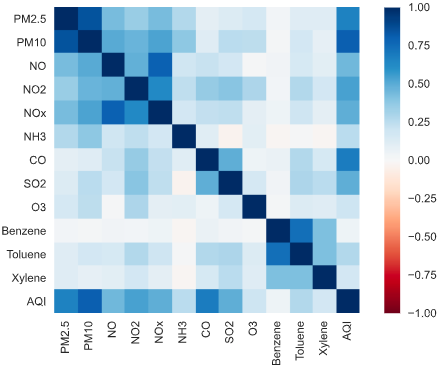 PM2.5
PM10
NO
NO2
NOx
NH3
CO
SO2
O3
Benzene
Toluene
Xylene
AQI
PM2.5
PM10
NO
NO2
NOx
NH3
CO
SO2
O3
Benzene
Toluene
Xylene
AQI
1.00
0.75
0.50
0.25
0.00
−0.25
−0.50
−0.75
−1.00